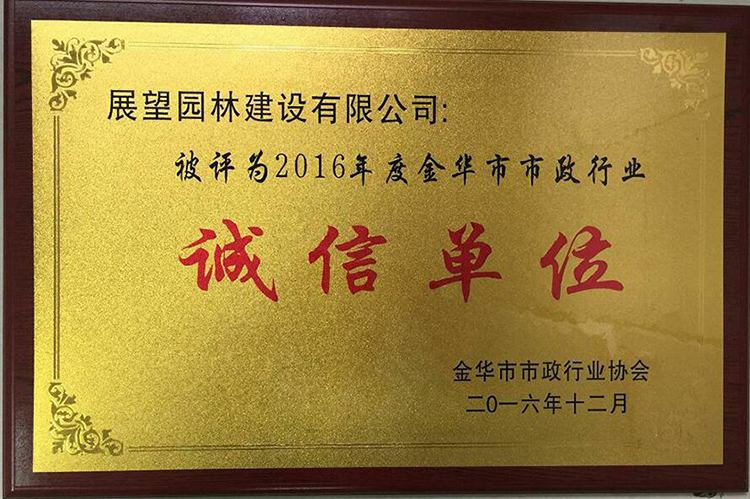 展望园林建设有限公司:
被评为2016年度金华市市政行业
诚信单位
金华市市政行业协会
二0一六年十二月